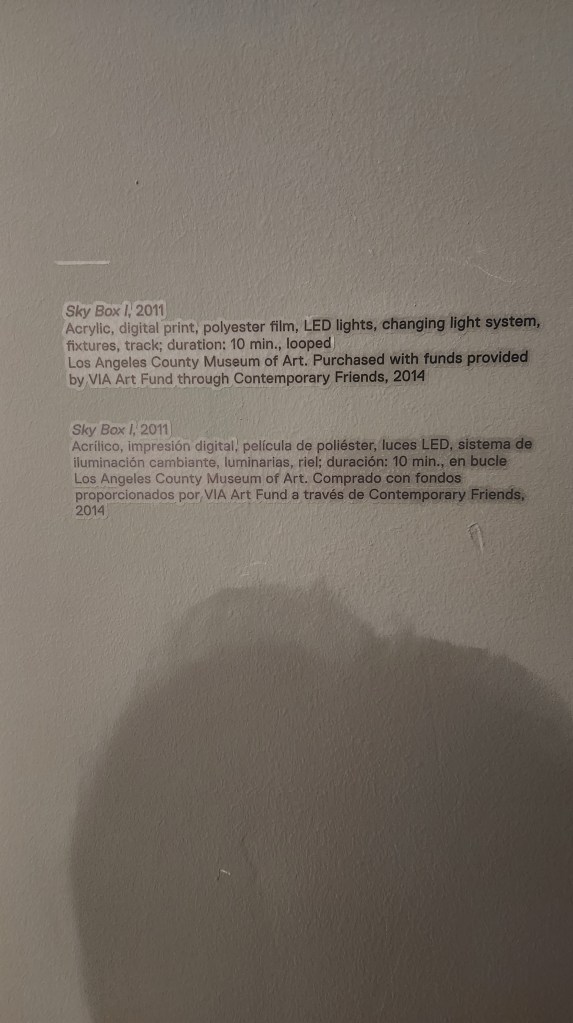 Sky Box I, 2011
Acrylic, digital print, polyester film, LED lights, changing light system,
fixtures, track; duration: 10 min., looped
Los Angeles County Museum of Art. Purchased with funds provided
by VIA Art Fund through Contemporary Friends, 2014
Sky Box I, 2011
Acrílico, impresión digital, película de poliéster, luces LED, sistema de
iluminación cambiante, luminarias, riel; duración: 10 min., en bucle
Los Angeles County Museum of Art. Comprado con fondos
proporcionados por VIA Art Fund a través de Contemporary Friends,
2014